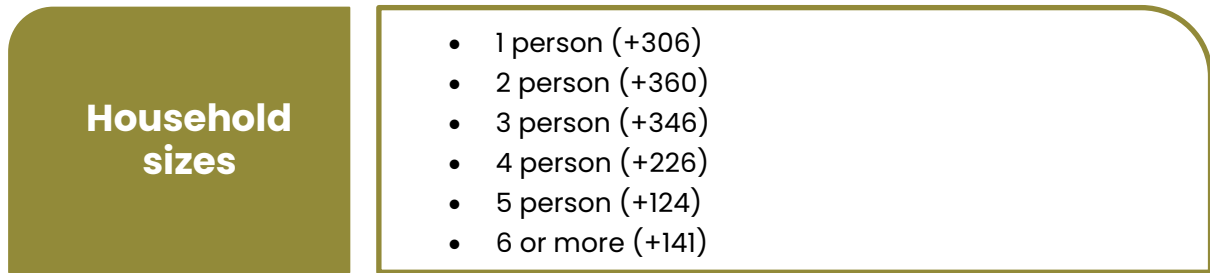 Household
sizes
• 1 person (+306)
• 2 person (+360)
• 3 person (+346)
• 4 person (+226)
• 5 person (+124)
• 6 or more (+141)